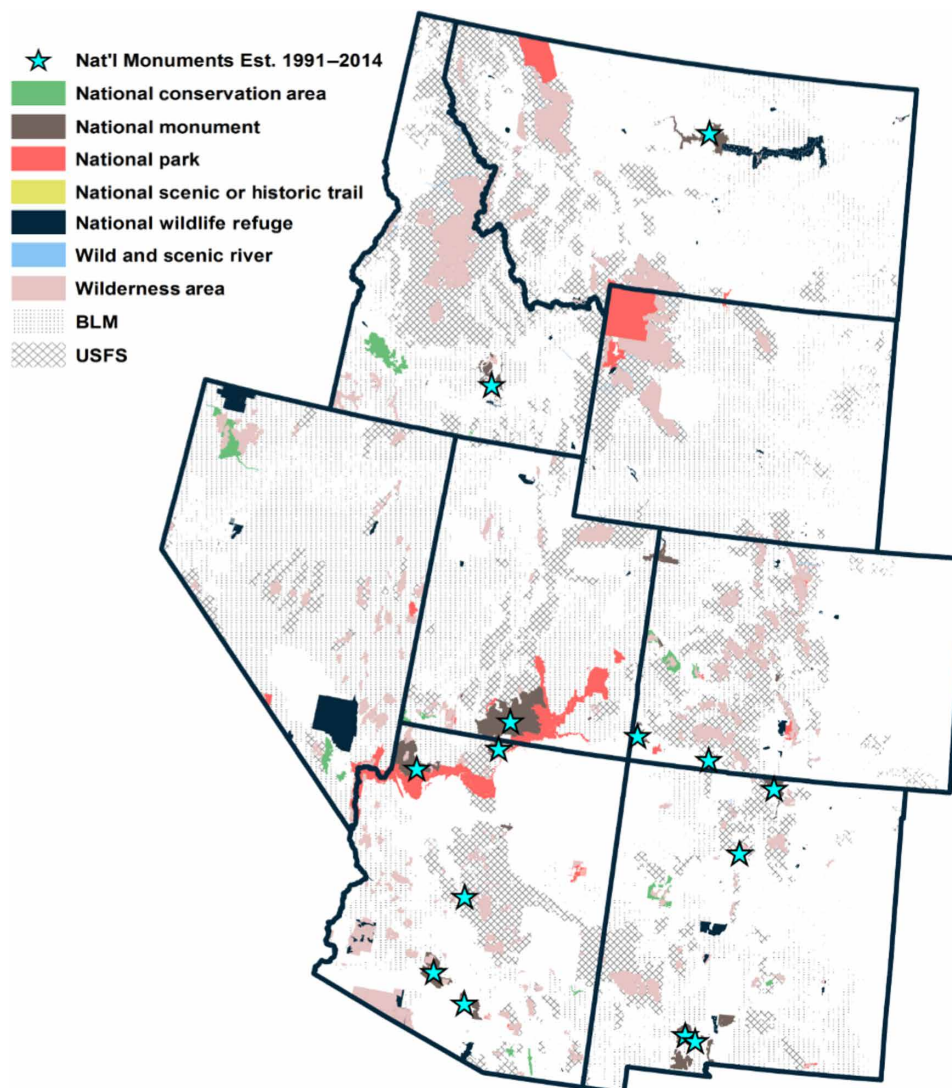 Nat'l Monuments Est. 1991–2014
National conservation area
National monument
National park
National scenic or historic trail
National wildlife refuge
Wild and scenic river
Wilderness area
BLM
USFS